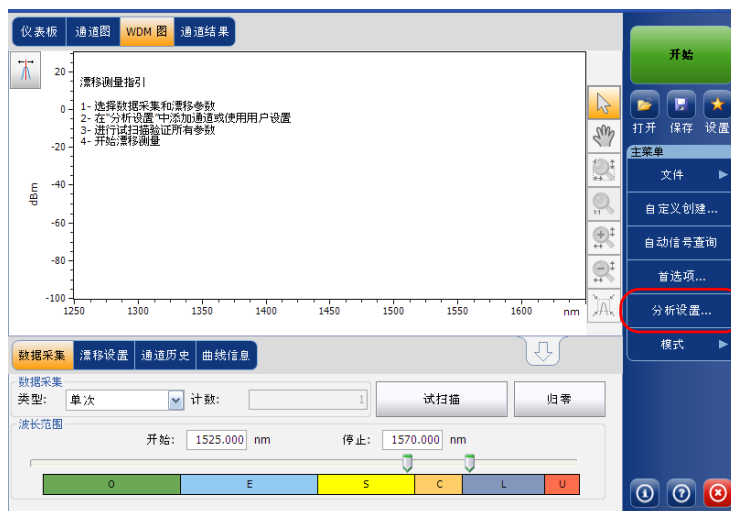 仪表板 通道图 WDM 图 通道结果
20
0
-20
-40
-60
-80
-100
dBm
漂移测量指引
1- 选择数据采集和漂移参数
2- 在"分析设置"中添加通道或使用用户设置
3- 进行试扫描验证所有参数
4- 开始漂移测量
1250 1300 1350 1400 1450 1500 1550 1600 nm
1:1
数据采集 漂移设置 通道历史 曲线信息
数据采集
类型: 单次 计数: 1 试扫描 归零
波长范围
开始: 1525.000 nm 停止: 1570.000 nm
O E S C L U
开始
打开 保存 设置
主菜单
文件
自定义创建...
自动信号查询
首选项...
分析设置...
模式